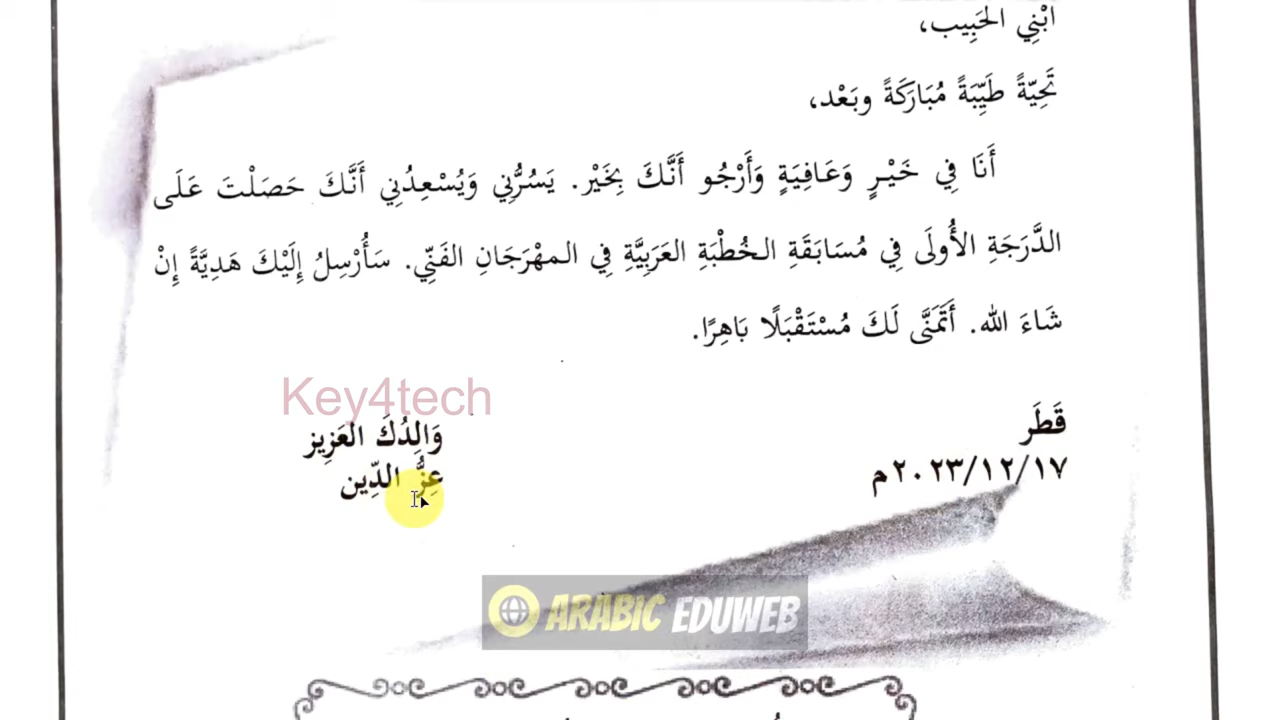 ابْنِي الحَبِيب،
تَحِيّةً طَيِّبَةً مُبَارَكَةً وبَعْد،
أَنَا فِي خَيْرٍ وَعَافِيَةٍ وَأَرْجُو أَنَّكَ بِخَيْر. يَسُرُّنِي وَيُسْعِدُنِي أَنَّكَ حَصَلْتَ عَلَى
الدَّرَجَةِ الأُولَى فِي مُسَابَقَةِ الخُطْبَةِ العَرَبِيَّةِ فِي المهْرَجَانِ الفَنِّي. سَأُرْسِلُ إِلَيْكَ هَدِيَّةً إِنْ
شَاءَ الله. أَتَمَنَّى لَكَ مُسْتَقْبَلًا بَاهِرًا.
Key4tech
قَطَر
١٧/١٢/٢٠٢٣م
وَالِدُكَ العَزِيز
عِزُّ الدِّين
ARABIC EDUWEB